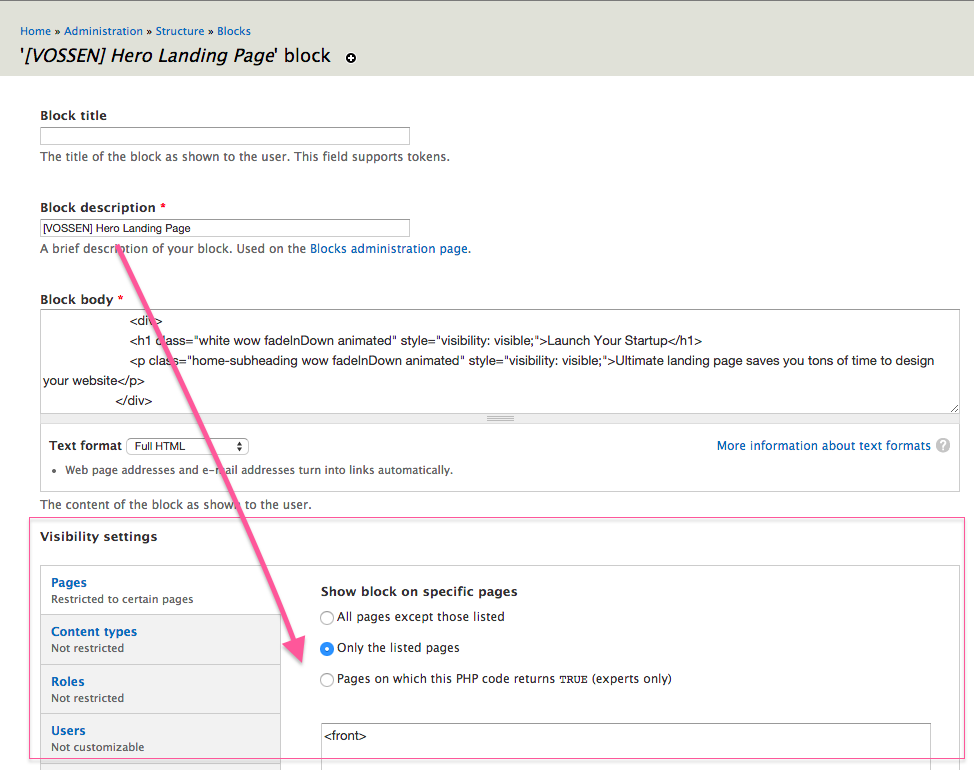 Home » Administration » Structure » Blocks
'[VOSSEN] Hero Landing Page' block
Block title
The title of the block as shown to the user. This field supports tokens.
Block description *
[VOSSEN] Hero Landing Page
A brief description of your block. Used on the Blocks administration page.
Block body *
<div>
<h1 class="white wow fadeInDown animated" style="visibility: visible;">Launch Your Startup</h1>
<p class="home-subheading wow fadeInDown animated" style="visibility: visible;">Ultimate landing page saves you tons of time to design
your website</p>
</div>
Text format Full HTML
More information about text formats ?
• Web page addresses and e-mail addresses turn into links automatically.
The content of the block as shown to the user.
Visibility settings
Pages
Restricted to certain pages
Content types
Not restricted
Roles
Not restricted
Users
Not customizable
Show block on specific pages
All pages except those listed
Only the listed pages
Pages on which this PHP code returns TRUE (experts only)
<front>